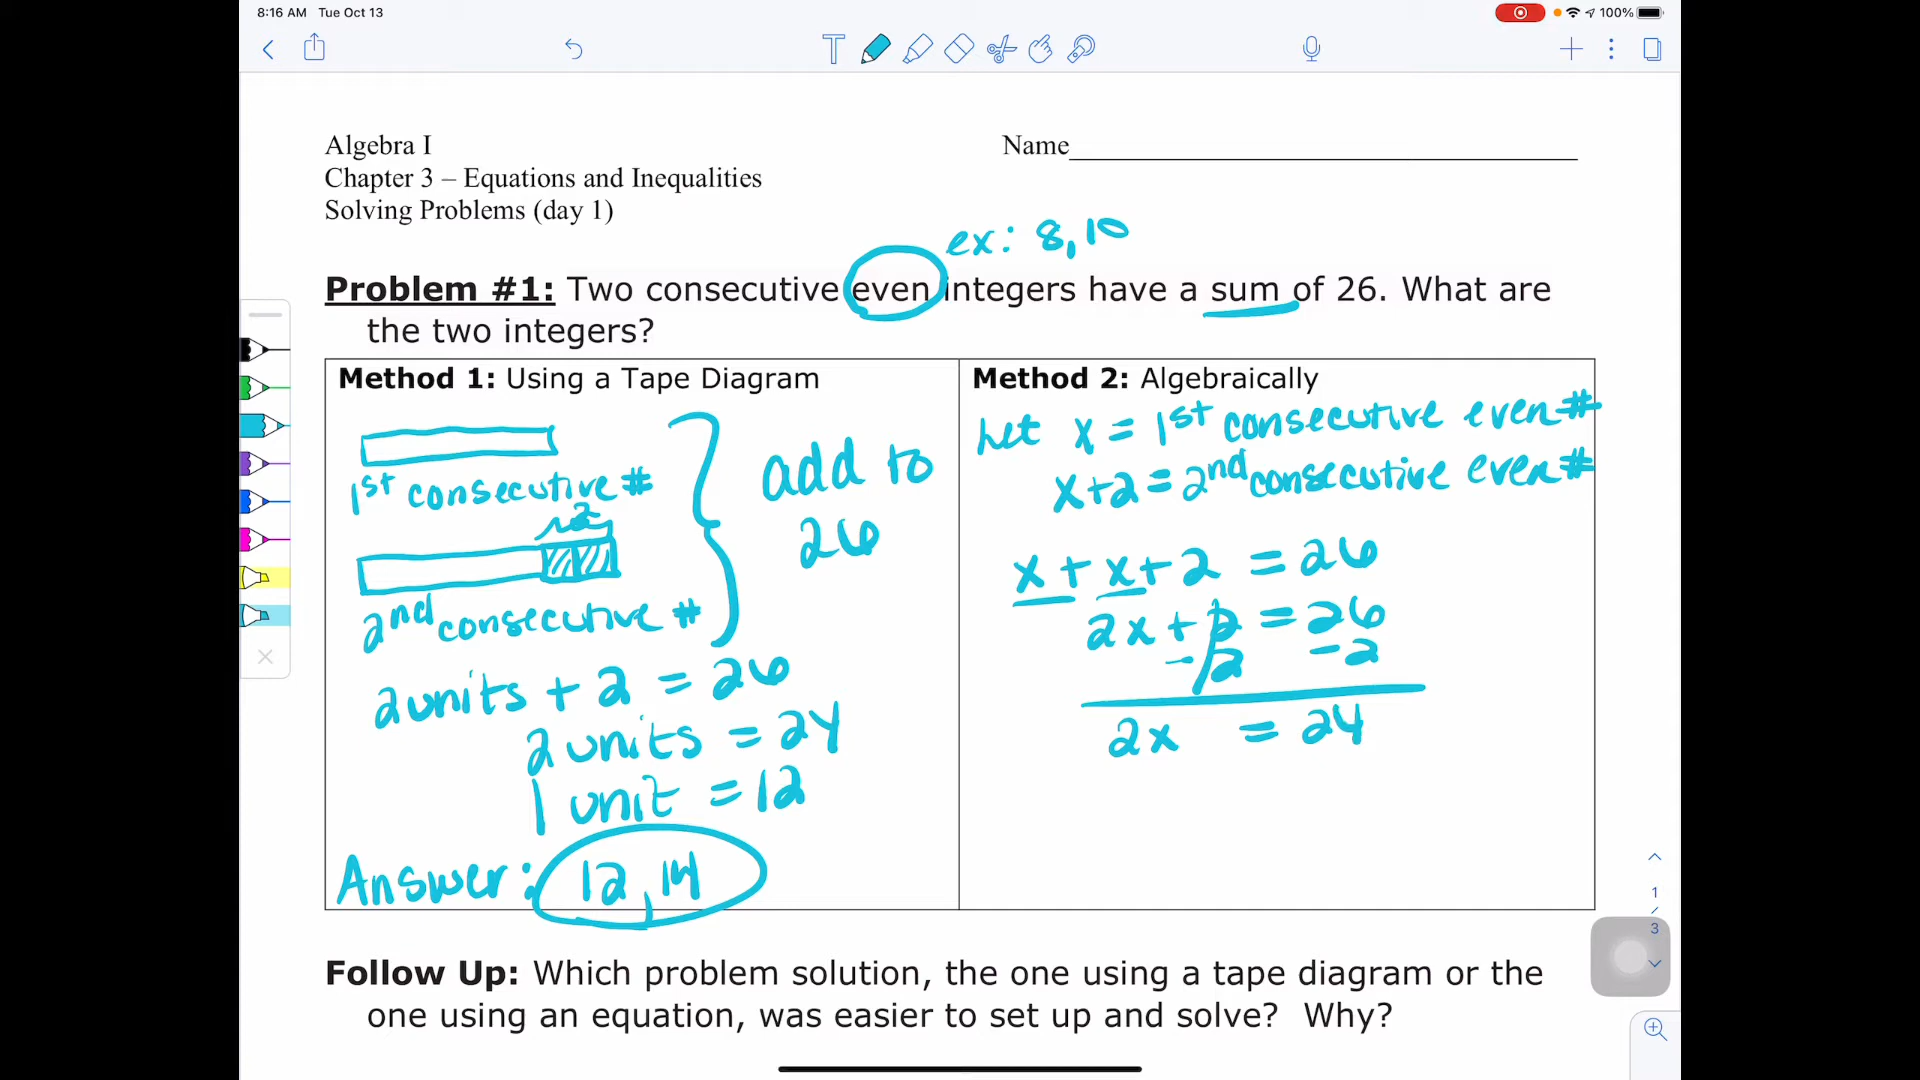 8:16 AM Tue Oct 13
100%
Algebra I
Name
Chapter 3 – Equations and Inequalities
Solving Problems (day 1)
ex: 8, 10
Problem #1: Two consecutive even integers have a sum of 26. What are
the two integers?
Method 1: Using a Tape Diagram
1st consecutive #
2
2nd consecutive #
add to
26
2 units + 2 = 26
2 units = 24
1 unit = 12
Answer: 12, 14
Method 2: Algebraically
Let x = 1st consecutive even #
x+2 = 2nd consecutive even #
x + x + 2 = 26
2x + 2 = 26
-2 -2
2x = 24
1
/
3
Follow Up: Which problem solution, the one using a tape diagram or the
one using an equation, was easier to set up and solve? Why?